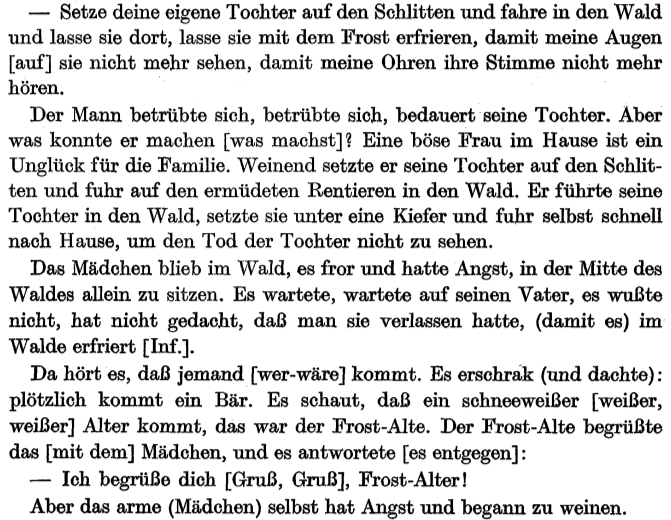 — Setze deine eigene Tochter auf den Schlitten und fahre in den Wald
und lasse sie dort, lasse sie mit dem Frost erfrieren, damit meine Augen
[auf] sie nicht mehr sehen, damit meine Ohren ihre Stimme nicht mehr
hören.
Der Mann betrübte sich, betrübte sich, bedauert seine Tochter. Aber
was konnte er machen [was machst]? Eine böse Frau im Hause ist ein
Unglück für die Familie. Weinend setzte er seine Tochter auf den Schlit-
ten und fuhr auf den ermüdeten Rentieren in den Wald. Er führte seine
Tochter in den Wald, setzte sie unter eine Kiefer und fuhr selbst schnell
nach Hause, um den Tod der Tochter nicht zu sehen.
Das Mädchen blieb im Wald, es fror und hatte Angst, in der Mitte des
Waldes allein zu sitzen. Es wartete, wartete auf seinen Vater, es wußte
nicht, hat nicht gedacht, daß man sie verlassen hatte, (damit es) im
Walde erfriert [Inf.].
Da hört es, daß jemand [wer-wäre] kommt. Es erschrak (und dachte):
plötzlich kommt ein Bär. Es schaut, daß ein schneeweißer [weißer,
weißer] Alter kommt, das war der Frost-Alte. Der Frost-Alte begrüßte
das [mit dem] Mädchen, und es antwortete [es entgegen]:
— Ich begrüße dich [Gruß, Gruß], Frost-Alter!
Aber das arme (Mädchen) selbst hat Angst und begann zu weinen.